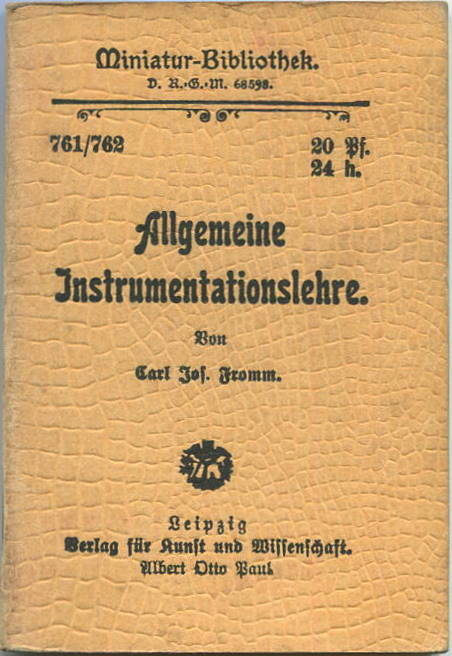 Miniatur-Bibliothek.
D. R.-G.-M. 68598.
761/762 20 Pf.
24 h.
Allgemeine
Instrumentationslehre.
Von
Carl Jos. Fromm.
Leipzig
Verlag für Kunst und Wissenschaft.
Albert Otto Paul